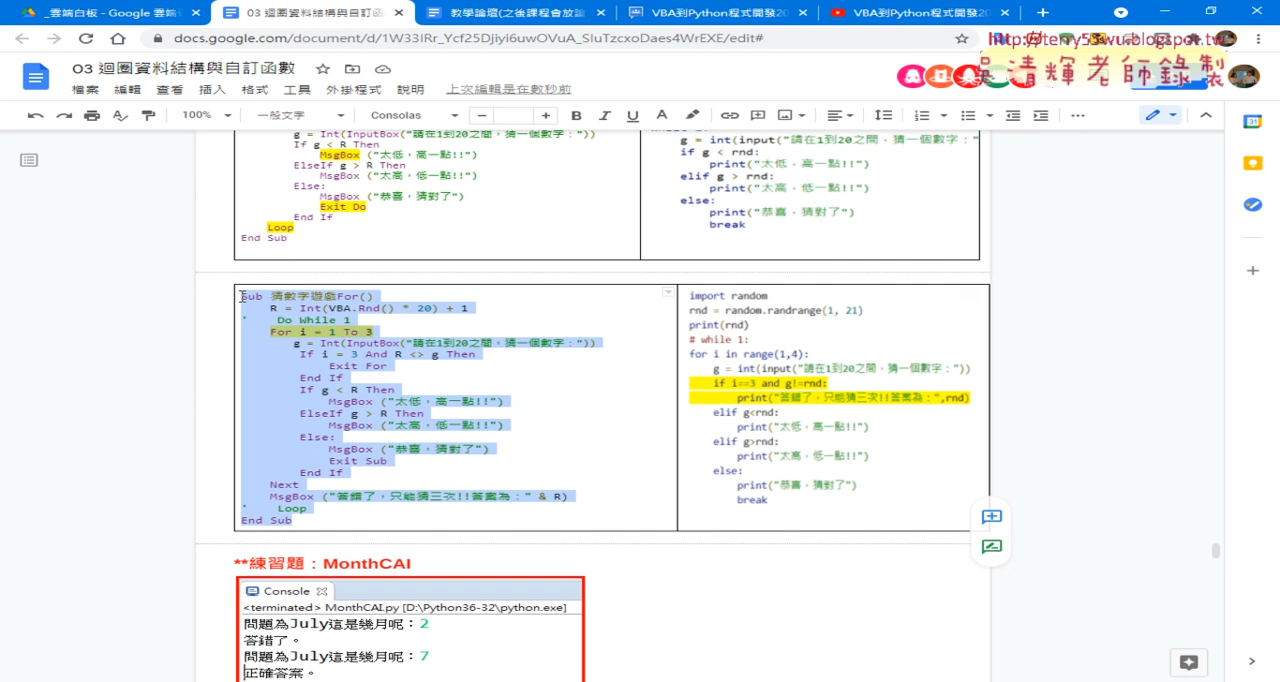 _雲端白板 - Google 雲端
03 迴圈資料結構與自訂函
教學論壇(之後課程會放論
VBA到Python程式開發20
VBA到Python程式開發20
docs.google.com/document/d/1W33IRr_Ycf25Djiyi6uwOVuA_SIuTzcxoDaes4WrEXE/edit#
http://terry55wu.blogspot.tw
吳清輝老師錄製
03 迴圈資料結構與自訂函數
檔案 編輯 查看 插入 格式 工具 外掛程式 說明 上次編輯是在數秒前
100% 一般文字 Consolas
g = Int(InputBox("請在1到20之間，猜一個數字："))
If g < R Then
MsgBox ("太低，高一點!!")
ElseIf g > R Then
MsgBox ("太高，低一點!!")
Else:
MsgBox ("恭喜，猜對了")
Exit Do
End If
Loop
End Sub
g = int(input("請在1到20之間，猜一個數字："
if g < rnd:
print("太低，高一點!!")
elif g > rnd:
print("太高，低一點!!")
else:
print("恭喜，猜對了")
break
Sub 猜數字遊戲For()
R = Int(VBA.Rnd() * 20) + 1
' Do While 1
For i = 1 To 3
g = Int(InputBox("請在1到20之間，猜一個數字："))
If i = 3 And R <> g Then
Exit For
End If
If g < R Then
MsgBox ("太低，高一點!!")
ElseIf g > R Then
MsgBox ("太高，低一點!!")
Else:
MsgBox ("恭喜，猜對了")
Exit Sub
End If
Next
MsgBox ("答錯了，只能猜三次!!答案為：" & R)
' Loop
End Sub
import random
rnd = random.randrange(1, 21)
print(rnd)
# while 1:
for i in range(1,4):
g = int(input("請在1到20之間，猜一個數字："))
if i==3 and g!=rnd:
print("答錯了，只能猜三次!!答案為：",rnd)
elif g<rnd:
print("太低，高一點!!")
elif g>rnd:
print("太高，低一點!!")
else:
print("恭喜，猜對了")
break
**練習題：MonthCAI
Console
<terminated> MonthCAI.py [D:\Python36-32\python.exe]
問題為July這是幾月呢：2
答錯了。
問題為July這是幾月呢：7
正確答案。